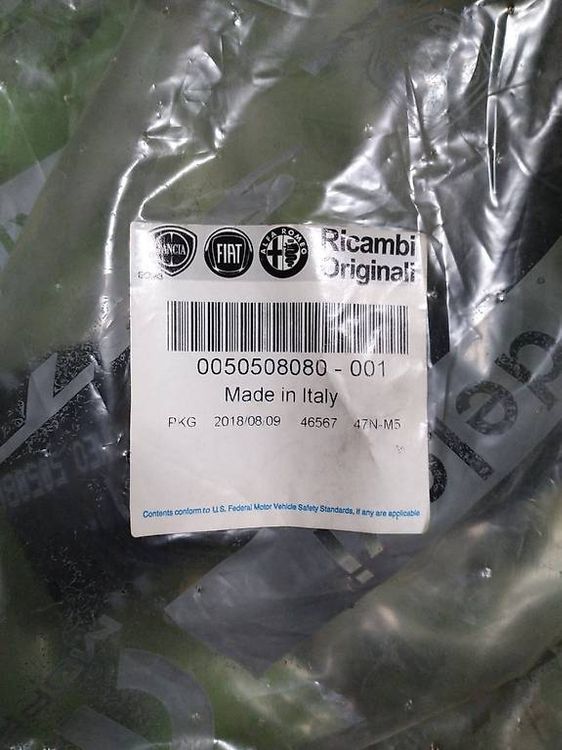 LANCIA
FIAT
ALFA ROMEO
Ricambi
Originali
0050508080 - 001
Made in Italy
PKG 2018/08/09 46567 47N-M5
Contents conform to U.S. Federal Motor Vehicle Safety Standards, if any are applicable